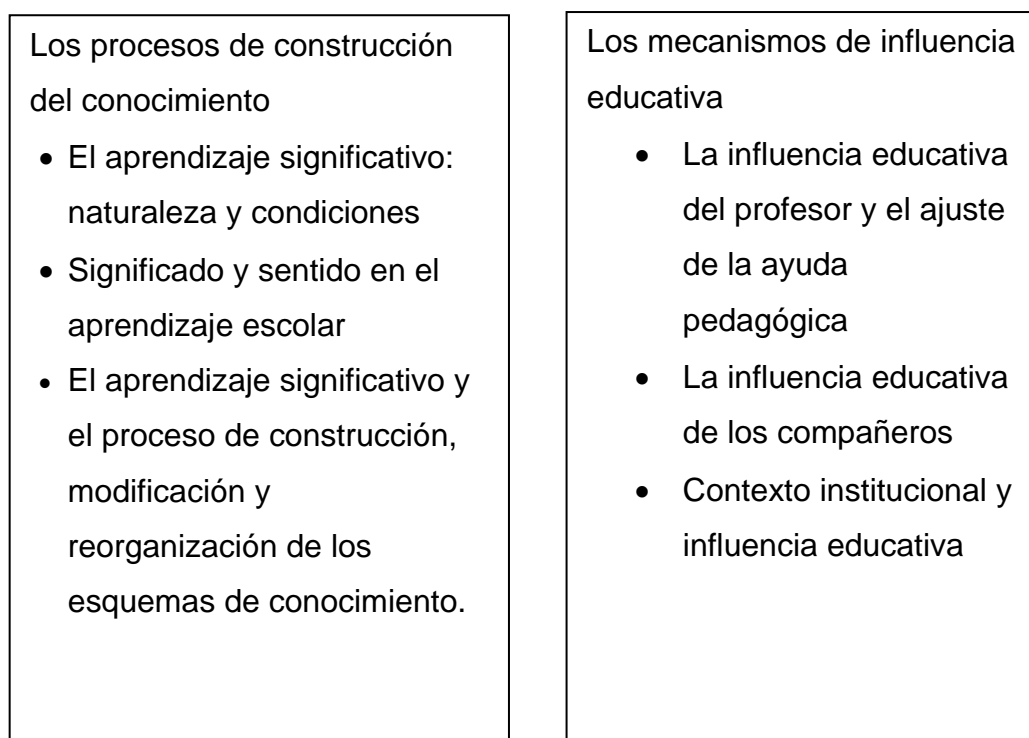 Los procesos de construcción
del conocimiento
• El aprendizaje significativo:
naturaleza y condiciones
• Significado y sentido en el
aprendizaje escolar
• El aprendizaje significativo y
el proceso de construcción,
modificación y
reorganización de los
esquemas de conocimiento.
Los mecanismos de influencia
educativa
• La influencia educativa
del profesor y el ajuste
de la ayuda
pedagógica
• La influencia educativa
de los compañeros
• Contexto institucional y
influencia educativa